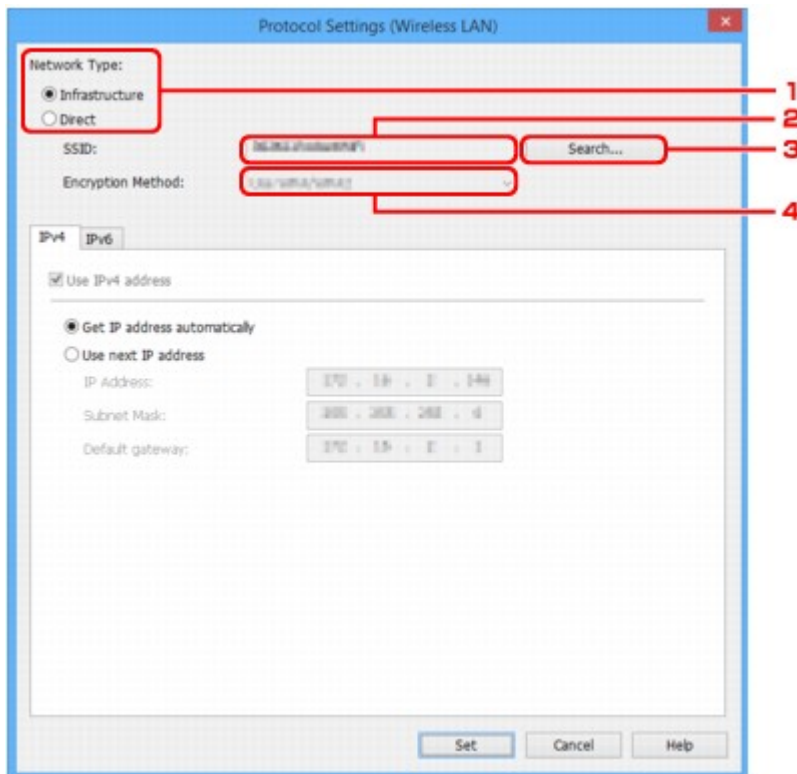 Protocol Settings (Wireless LAN)
Network Type:
Infrastructure
1
Direct
2
SSID:
Search...
3
Encryption Method:
4
IPv4 IPv6
Use IPv4 address
Get IP address automatically
Use next IP address
IP Address:
Subnet Mask:
Default gateway:
Set Cancel Help